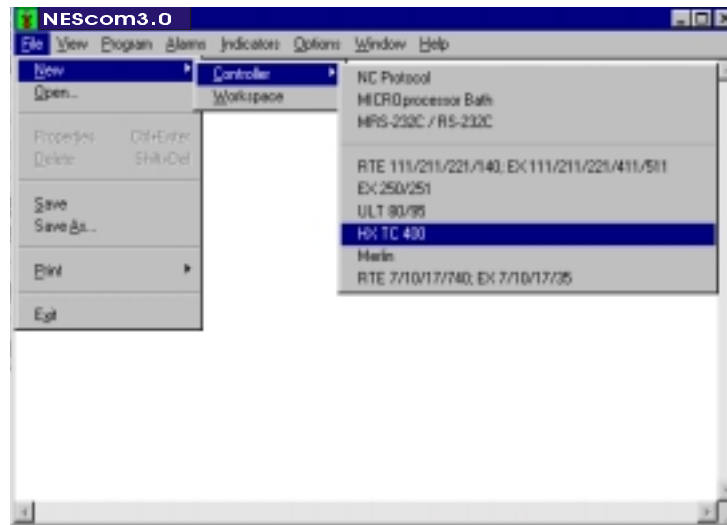 NEScom3.0
File View Program Alarms Indicators Options Window Help
New
Open...
Properties Ctrl+Enter
Delete Shift+Del
Save
Save As...
Print
Exit
Controller
Workspace
NC Protocol
MICROprocessor Bath
MRS-232C / RS-232C
RTE 111/211/221/140; EX 111/211/221/411/511
EX 250/251
ULT 80/95
HX TC 400
Merlin
RTE 7/10/17/740; EX 7/10/17/35